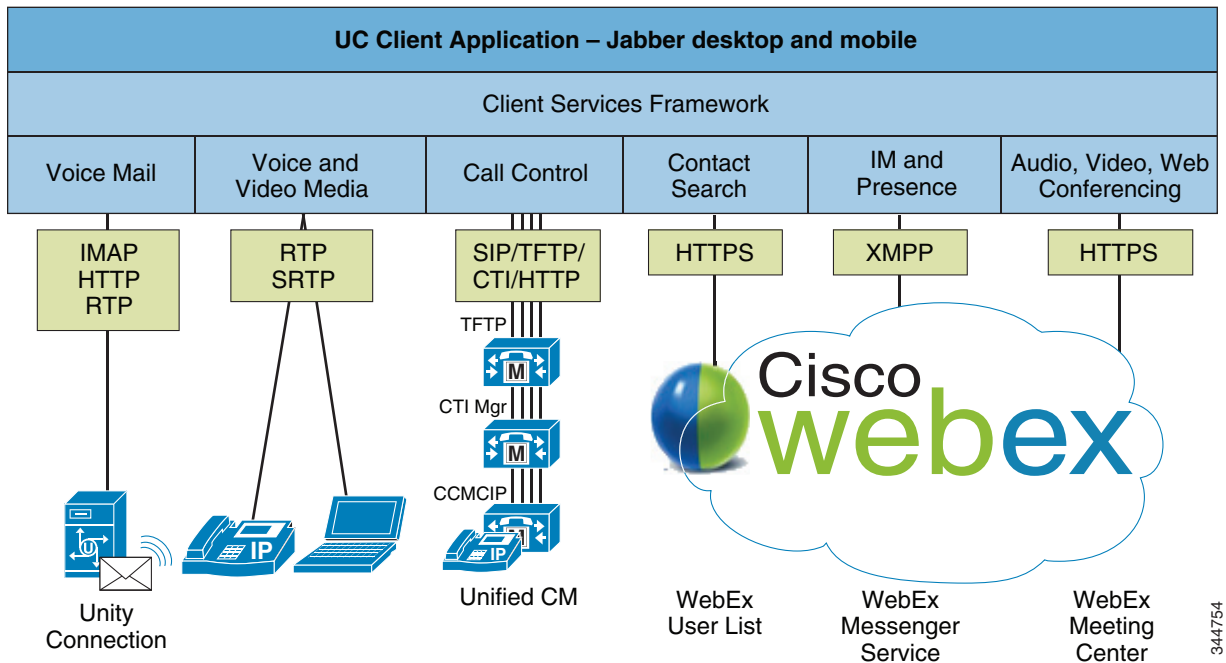 UC Client Application – Jabber desktop and mobile
Client Services Framework
Voice Mail
Voice and
Video Media
Call Control
Contact
Search
IM and
Presence
Audio, Video, Web
Conferencing
IMAP
HTTP
RTP
RTP
SRTP
SIP/TFTP/
CTI/HTTP
HTTPS
XMPP
HTTPS
TFTP
M
CTI Mgr
M
CCMCIP
M
IP
Cisco
webex
U
IP
Unity
Connection
Unified CM
WebEx
User List
WebEx
Messenger
Service
WebEx
Meeting
Center
344754